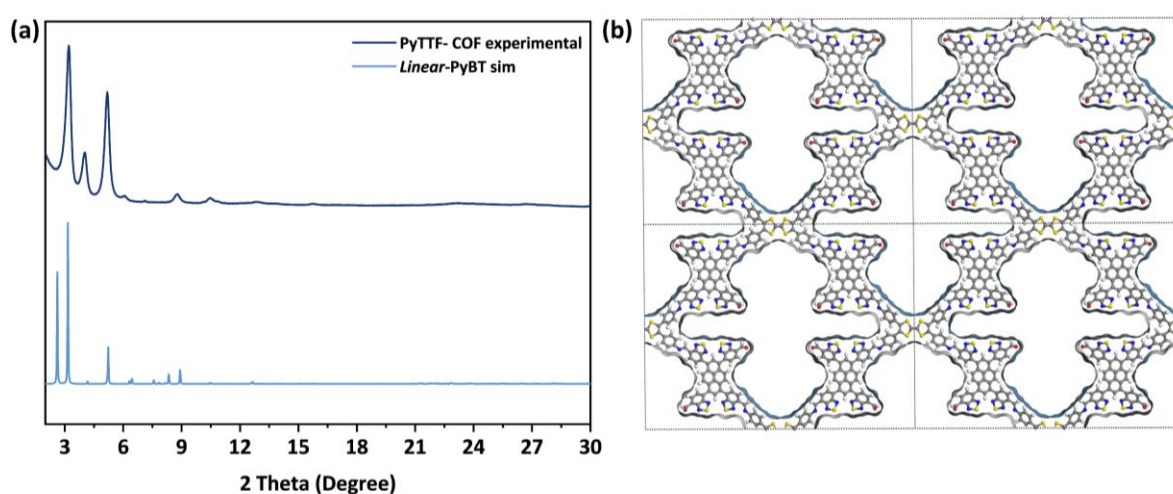 (a)
PyTTF- COF experimental
Linear-PyBT sim
3 6 9 12 15 18 21 24 27 30
2 Theta (Degree)
(b)